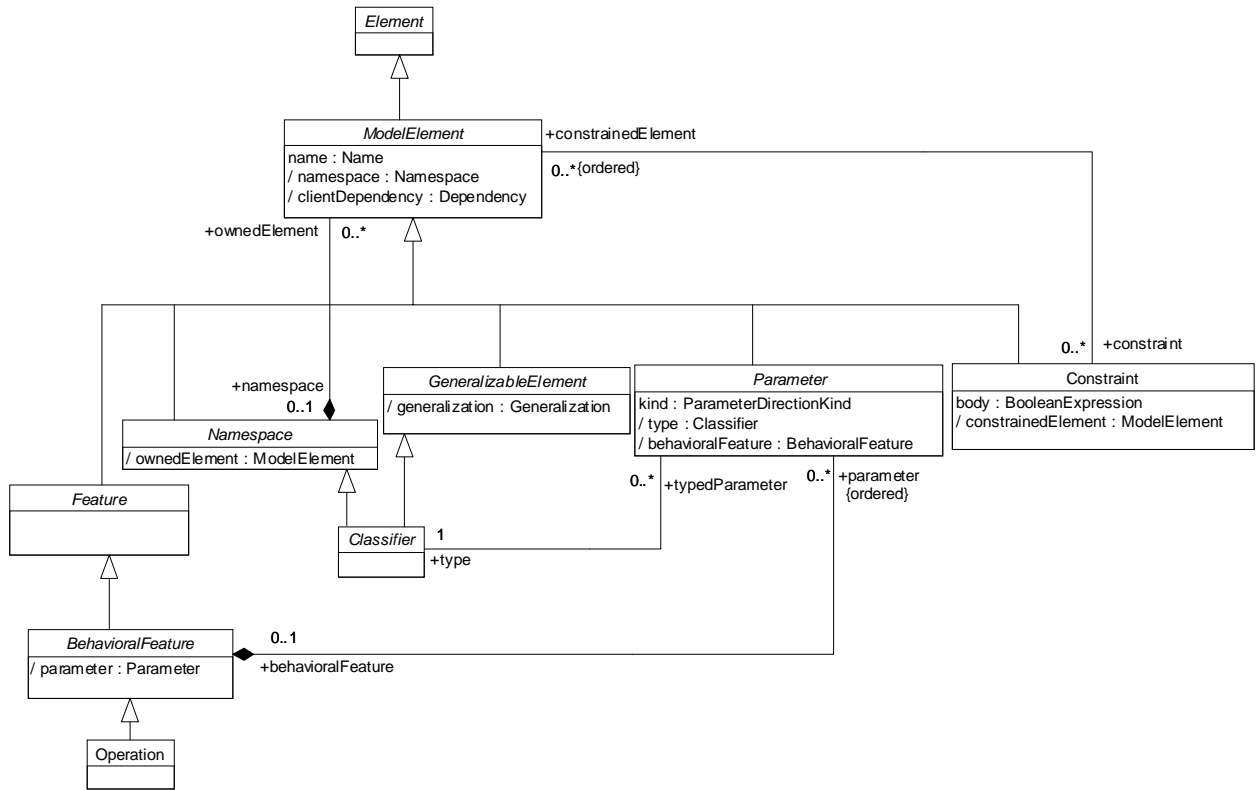 Element
ModelElement
name : Name
/ namespace : Namespace
/ clientDependency : Dependency
+constrainedElement
0..* {ordered}
+ownedElement
0..*
0..*
+constraint
+namespace
0..1
GeneralizableElement
/ generalization : Generalization
Parameter
kind : ParameterDirectionKind
/ type : Classifier
/ behavioralFeature : BehavioralFeature
Constraint
body : BooleanExpression
/ constrainedElement : ModelElement
Namespace
/ ownedElement : ModelElement
0..*
+typedParameter
0..*
+parameter
{ordered}
Feature
Classifier
1
+type
BehavioralFeature
/ parameter : Parameter
0..1
+behavioralFeature
Operation